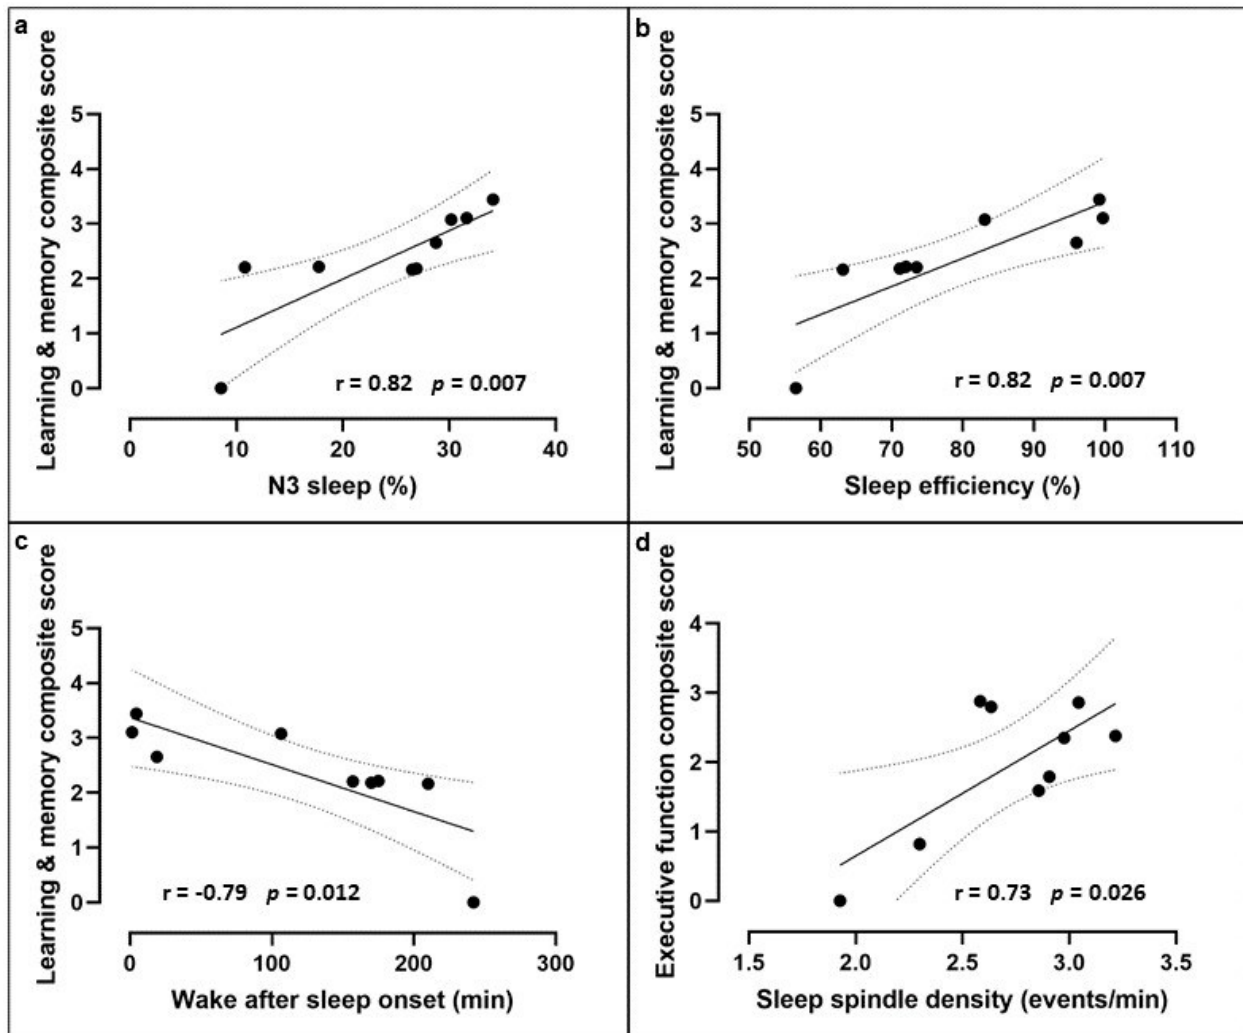 a
Learning & memory composite score
5
4
3
2
1
0
r = 0.82 p = 0.007
0 10 20 30 40
N3 sleep (%)
b
Learning & memory composite score
5
4
3
2
1
0
r = 0.82 p = 0.007
50 60 70 80 90 100 110
Sleep efficiency (%)
c
Learning & memory composite score
5
4
3
2
1
0
r = -0.79 p = 0.012
0 100 200 300
Wake after sleep onset (min)
d
Executive function composite score
4
3
2
1
0
r = 0.73 p = 0.026
1.5 2.0 2.5 3.0 3.5
Sleep spindle density (events/min)